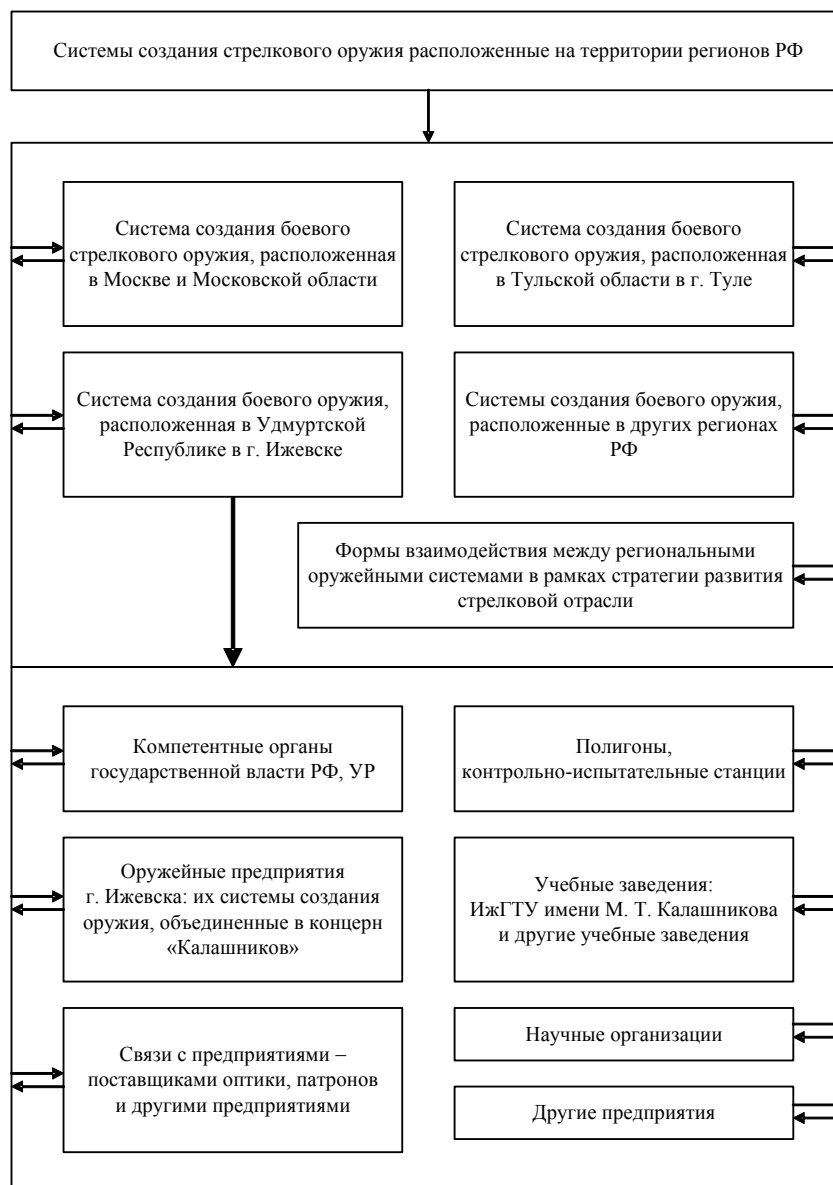 Системы создания стрелкового оружия расположенные на территории регионов РФ
Система создания боевого
стрелкового оружия, расположенная
в Москве и Московской области
Система создания боевого
стрелкового оружия, расположенная
в Тульской области в г. Туле
Система создания боевого оружия,
расположенная в Удмуртской
Республике в г. Ижевске
Системы создания боевого оружия,
расположенные в других регионах
РФ
Формы взаимодействия между региональными
оружейными системами в рамках стратегии развития
стрелковой отрасли
Компетентные органы
государственной власти РФ, УР
Полигоны,
контрольно-испытательные станции
Оружейные предприятия
г. Ижевска: их системы создания
оружия, объединенные в концерн
«Калашников»
Учебные заведения:
ИжГТУ имени М. Т. Калашникова
и другие учебные заведения
Связи с предприятиями –
поставщиками оптики, патронов
и другими предприятиями
Научные организации
Другие предприятия